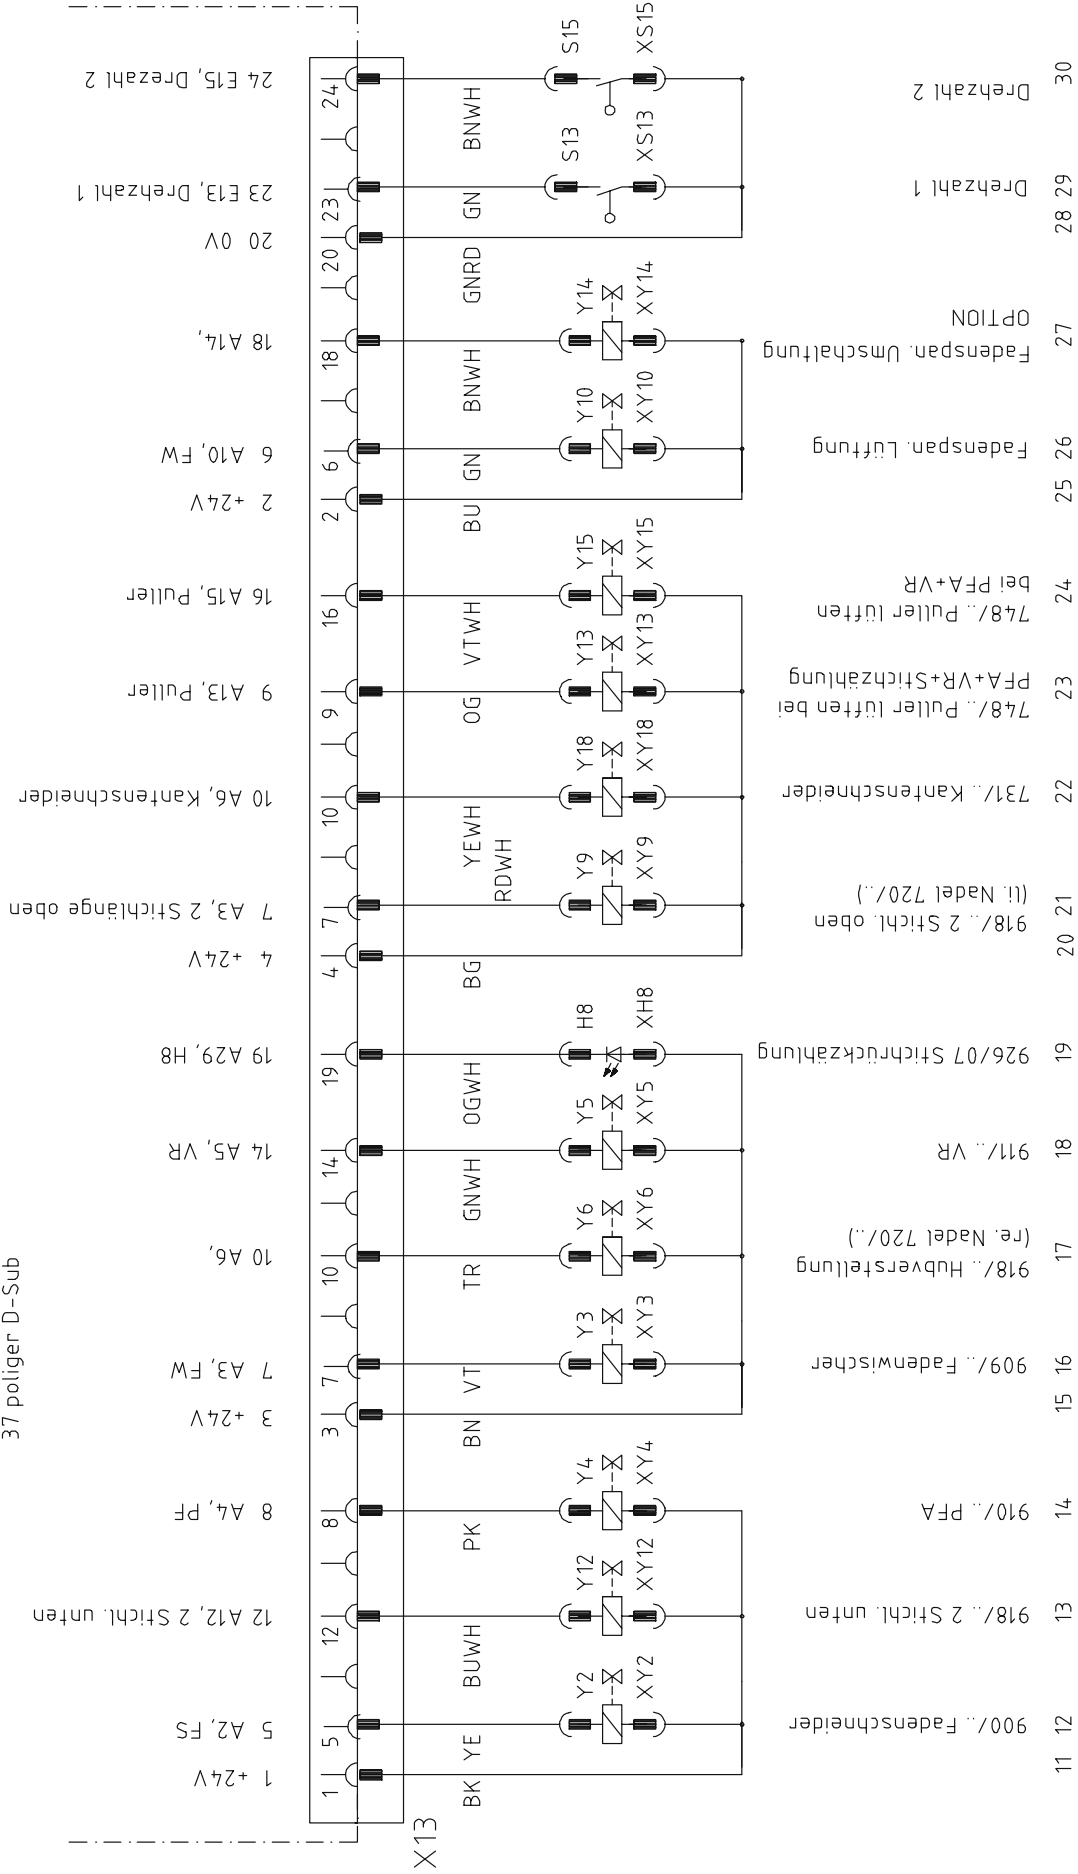 37 poliger D-Sub
X13
1 +24V
1
BK
11
5 A2, FS
5
YE
Y2
XY2
900/.. Fadenschneider
12
12 A12, 2 Stichl. unten
12
BUWH
Y12
XY12
918/.. 2 Stichl. unten
13
8 A4, PF
8
PK
Y4
XY4
910/.. PFA
14
3 +24V
3
BN
15
7 A3, FW
7
VT
Y3
XY3
909/.. Fadenwischer
16
10 A6,
10
TR
Y6
XY6
918/.. Hubverstellung
(re. Nadel 720/..)
17
14 A5, VR
14
GNWH
Y5
XY5
911/.. VR
18
19 A29, H8
19
OGWH
H8
XH8
926/07 Stichrückzählung
19
4 +24V
4
BG
20
7 A3, 2 Stichlänge oben
7
RDWH
Y9
XY9
918/.. 2 Stichl. oben
(li. Nadel 720/..)
21
10 A6, Kantenschneider
10
YEWH
Y18
XY18
731/.. Kantenschneider
22
9 A13, Puller
9
OG
Y13
XY13
748/.. Puller lüften bei
PFA+VR+Stichzählung
23
16 A15, Puller
16
VTWH
Y15
XY15
748/.. Puller lüften
bei PFA+VR
24
2 +24V
2
BU
25
6 A10, FW
6
GN
Y10
XY10
Fadenspan. Lüftung
26
18 A14,
18
BNWH
Y14
XY14
Fadenspan. Umschaltung
OPTION
27
20 0V
20
GNRD
28
23 E13, Drehzahl 1
23
GN
S13
XS13
Drehzahl 1
29
24 E15, Drezahl 2
24
BNWH
S15
XS15
Drehzahl 2
30